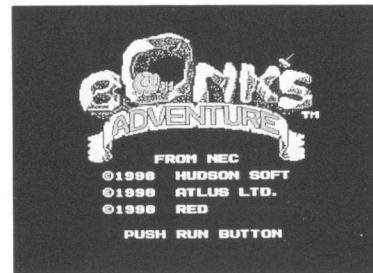 BONK'S
ADVENTURE
TM
FROM NEC
©1990 HUDSON SOFT
©1990 ATLUS LTD.
©1990 RED
PUSH RUN BUTTON